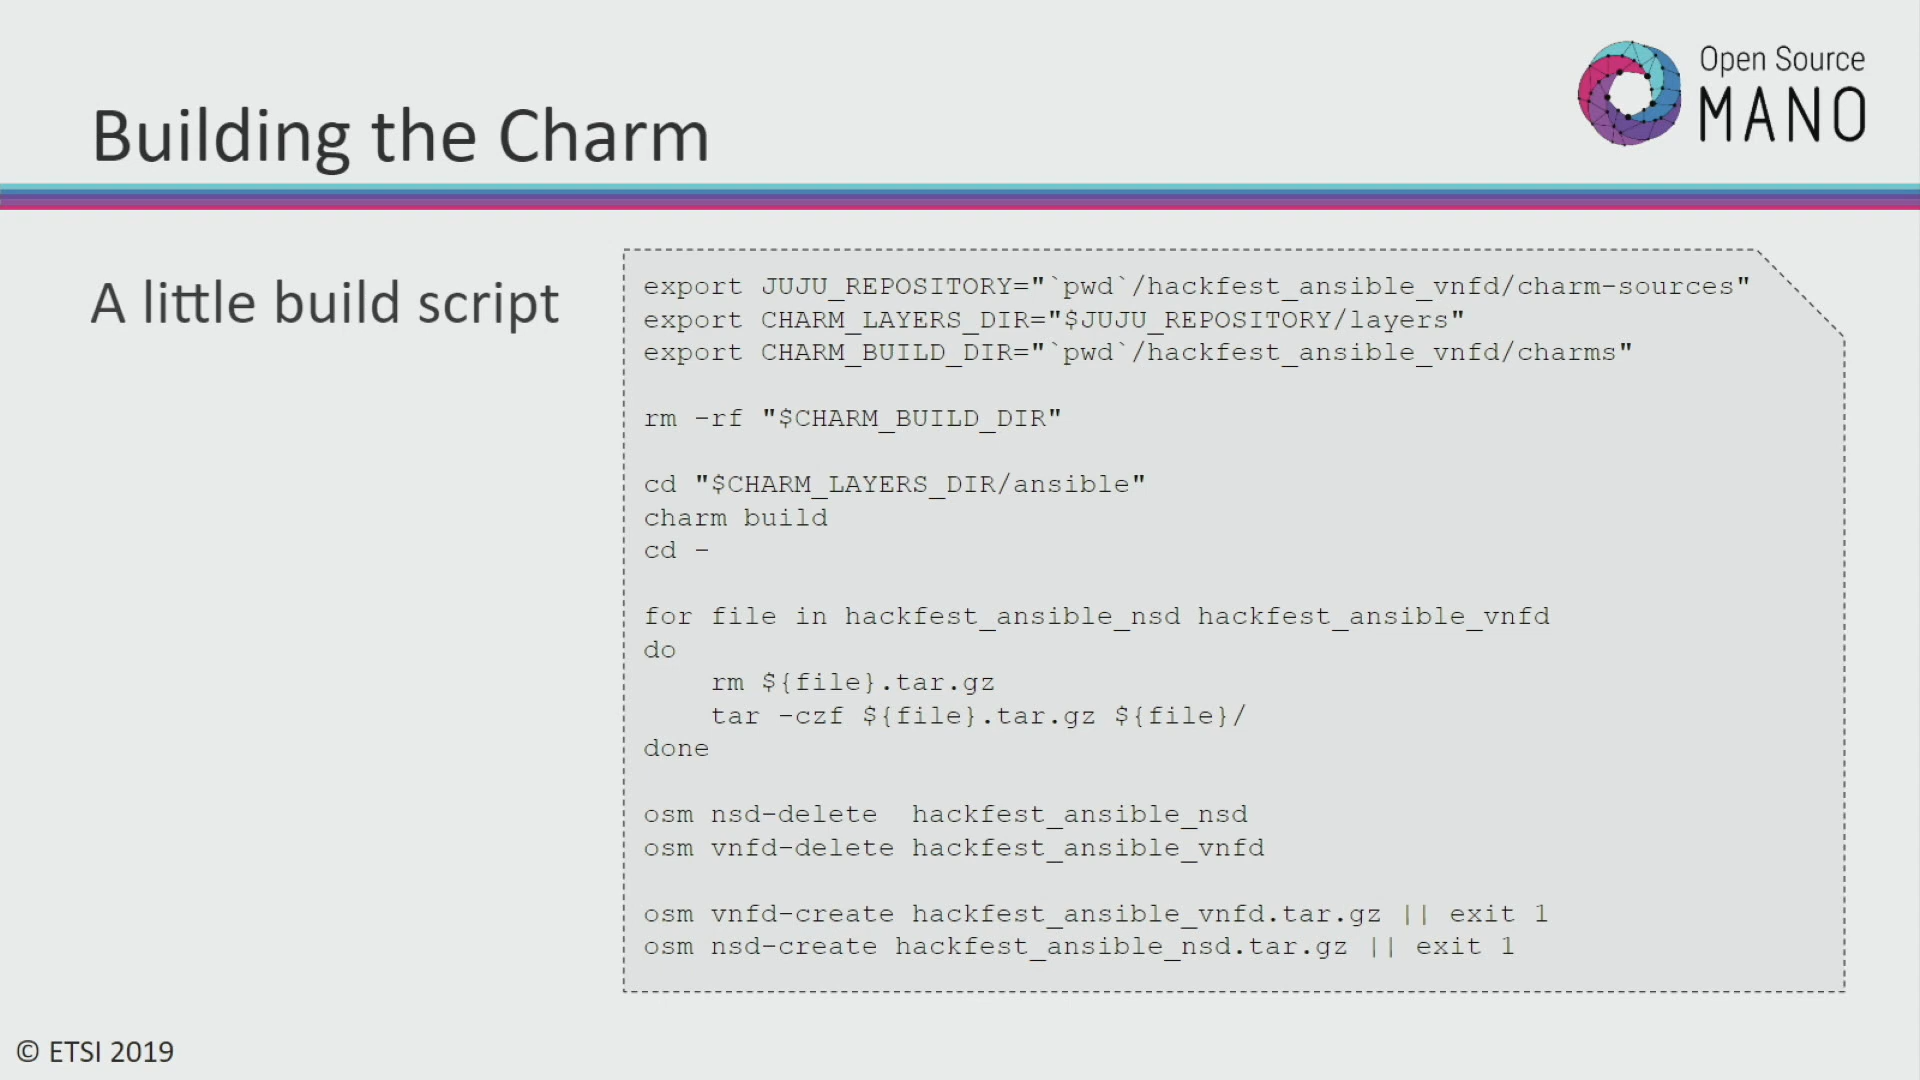 Open Source
MANO
Building the Charm
A little build script
export JUJU_REPOSITORY="`pwd`/hackfest_ansible_vnfd/charm-sources"
export CHARM_LAYERS_DIR="$JUJU_REPOSITORY/layers"
export CHARM_BUILD_DIR="`pwd`/hackfest_ansible_vnfd/charms"
rm -rf "$CHARM_BUILD_DIR"
cd "$CHARM_LAYERS_DIR/ansible"
charm build
cd -
for file in hackfest_ansible_nsd hackfest_ansible_vnfd
do
    rm ${file}.tar.gz
    tar -czf ${file}.tar.gz ${file}/
done
osm nsd-delete  hackfest_ansible_nsd
osm vnfd-delete hackfest_ansible_vnfd
osm vnfd-create hackfest_ansible_vnfd.tar.gz || exit 1
osm nsd-create hackfest_ansible_nsd.tar.gz || exit 1
© ETSI 2019